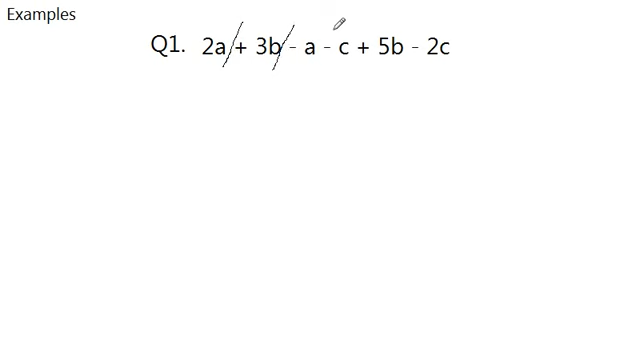 Examples
Q1. 2a + 3b - a - c + 5b - 2c